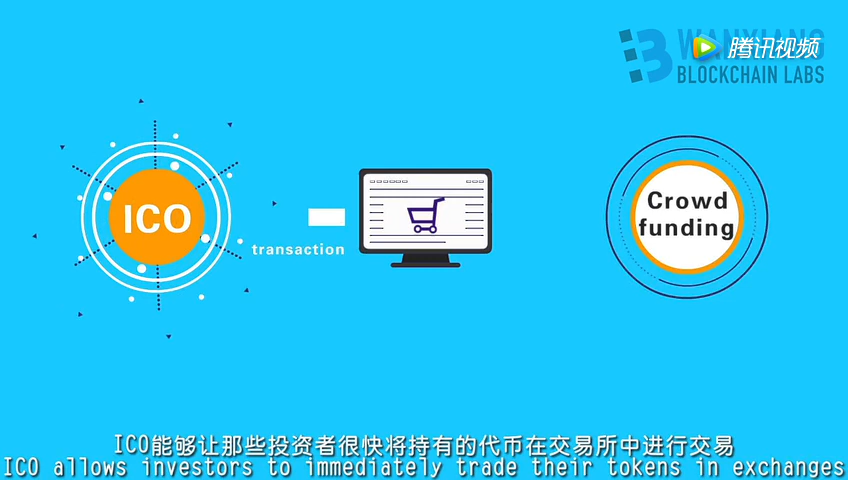 WANXIANG
腾讯视频
BLOCKCHAIN LABS
ICO
Crowd
funding
transaction
ICO能够让那些投资者很快将持有的代币在交易所中进行交易
ICO allows investors to immediately trade their tokens in exchanges